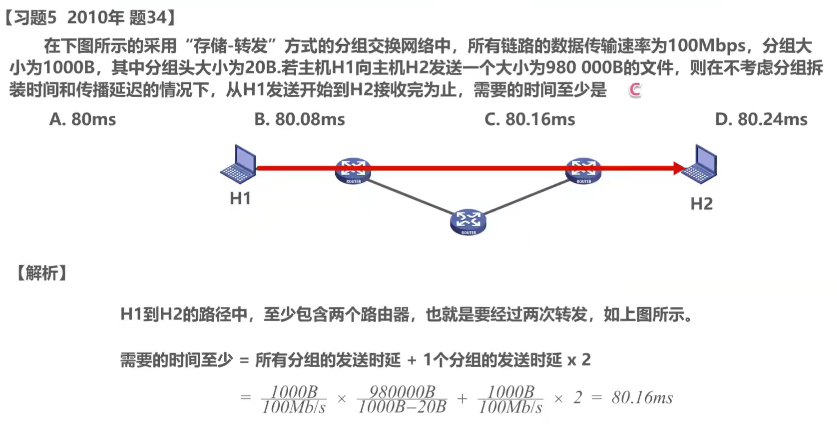 【习题5 2010年 题34】
在下图所示的采用“存储-转发”方式的分组交换网络中，所有链路的数据传输速率为100Mbps，分组大
小为1000B，其中分组头大小为20B.若主机H1向主机H2发送一个大小为980 000B的文件，则在不考虑分组拆
装时间和传播延迟的情况下，从H1发送开始到H2接收完为止，需要的时间至少是 C
A. 80ms B. 80.08ms C. 80.16ms D. 80.24ms
ROUTER ROUTER
H1 H2
ROUTER
【解析】
H1到H2的路径中，至少包含两个路由器，也就是要经过两次转发，如上图所示。
需要的时间至少 = 所有分组的发送时延 + 1个分组的发送时延 x 2
= 1000B/100Mb/s × 980000B/1000B−20B + 1000B/100Mb/s × 2 = 80.16ms